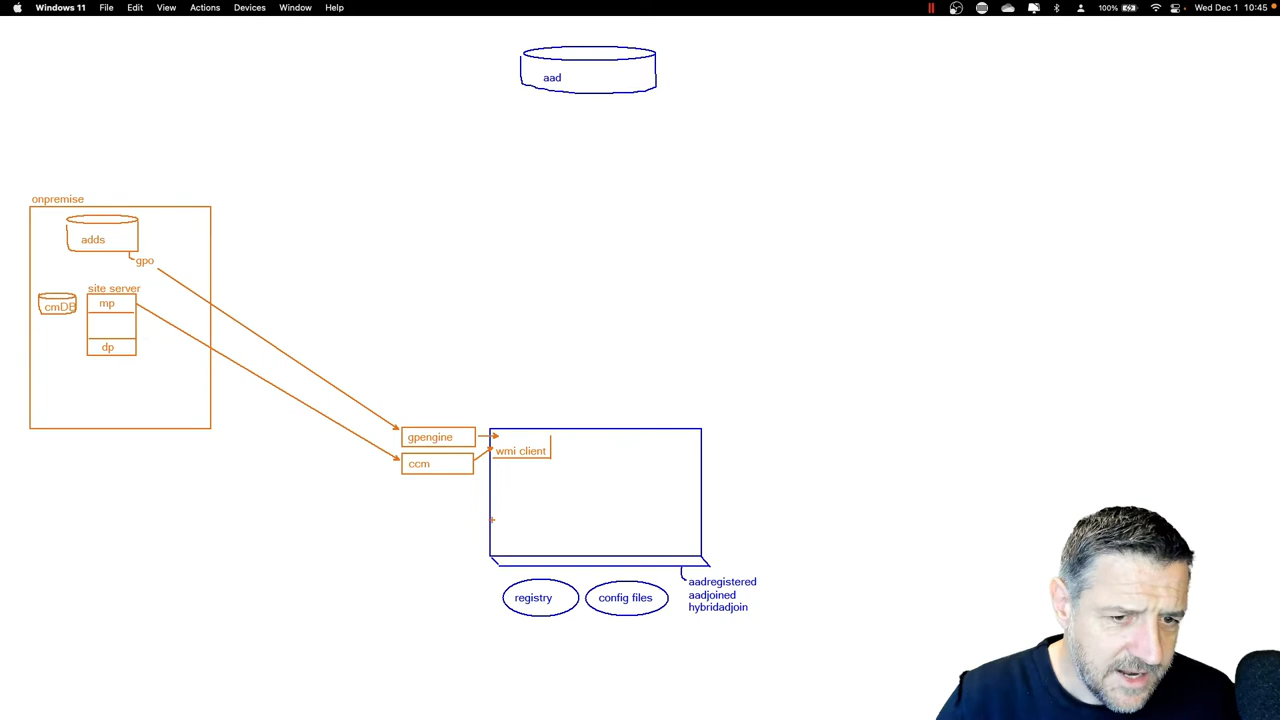 Windows 11 File Edit View Actions Devices Window Help 100% Wed Dec 1 10:45
aad
onpremise
adds
gpo
site server
cmDB
mp
dp
gpengine
ccm
wmi client
registry
config files
aadregistered
aadjoined
hybridadjoin